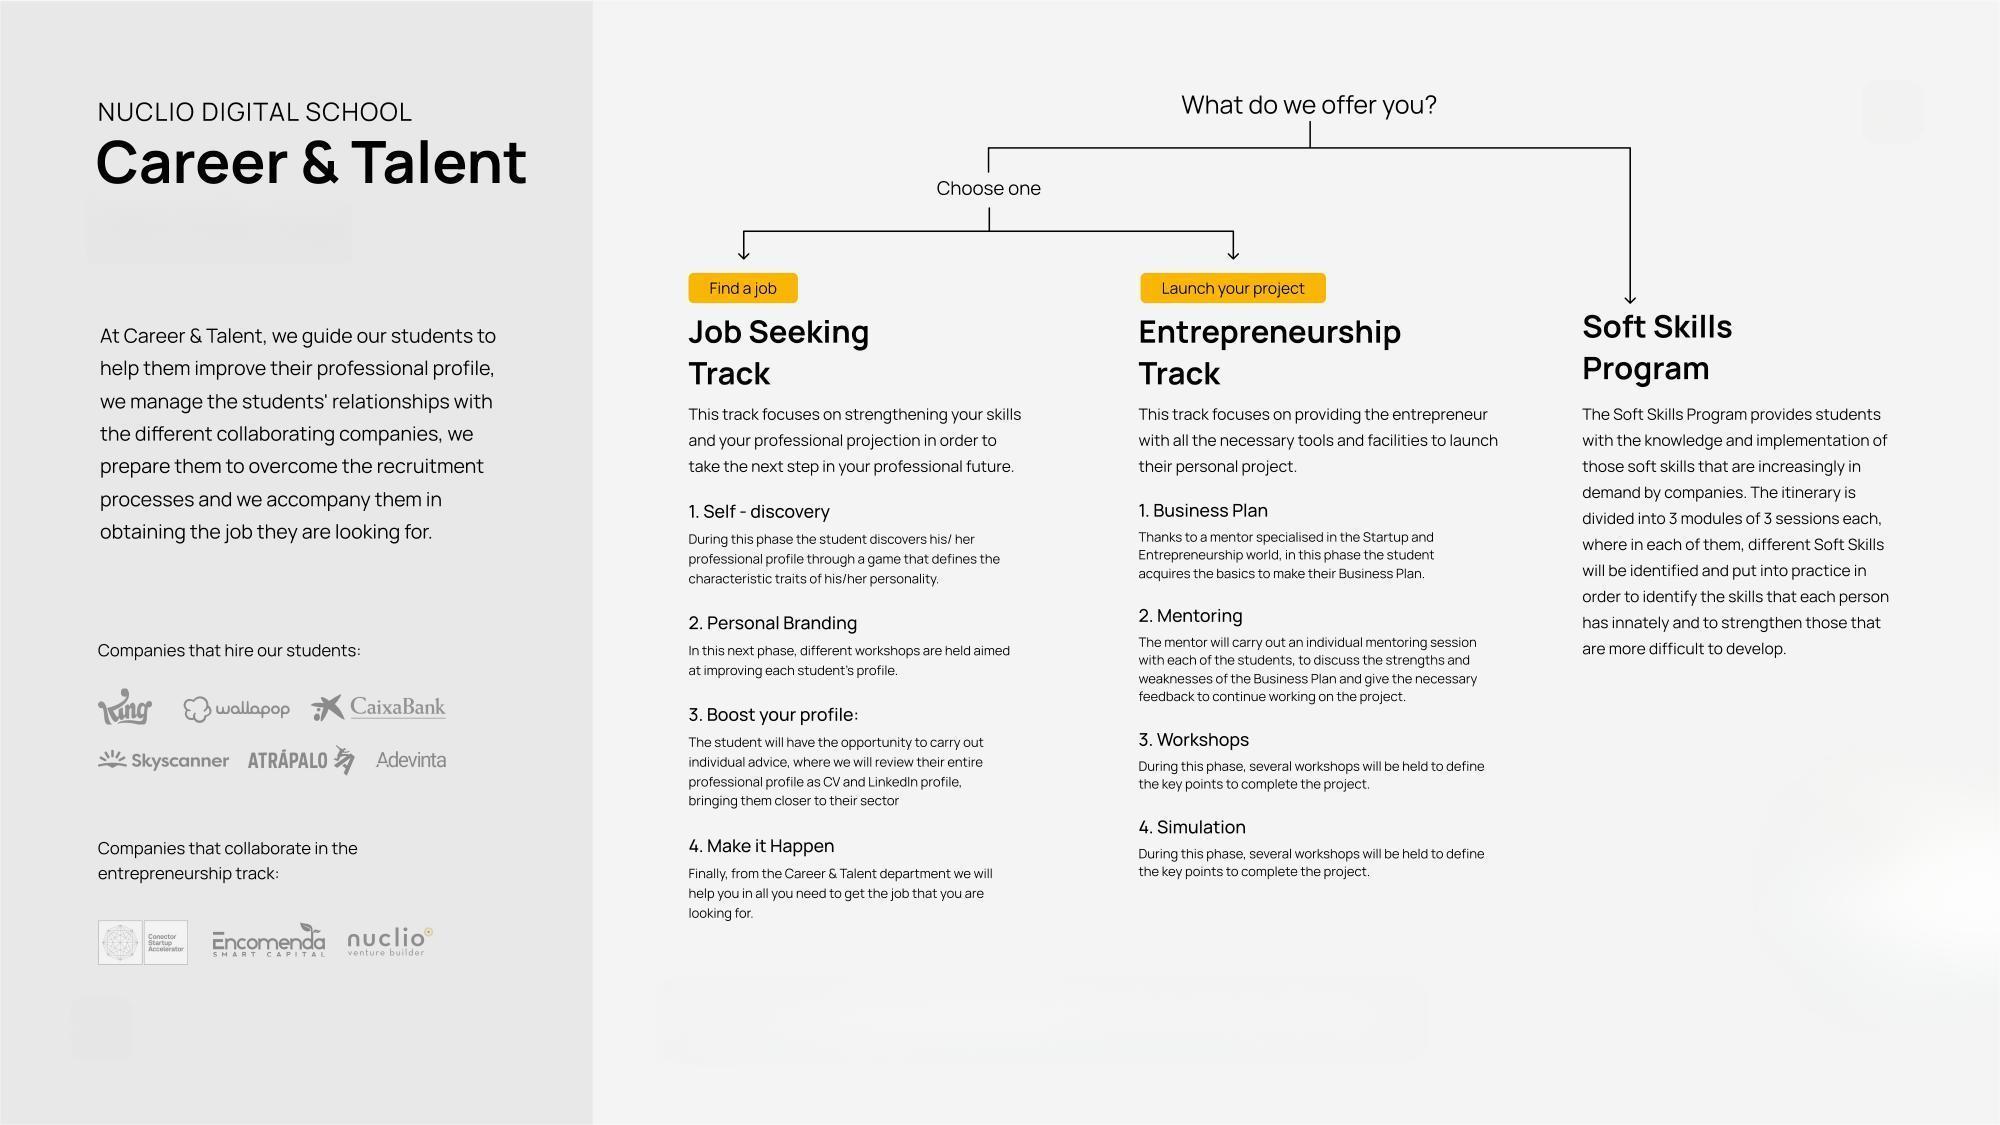 NUCLIO DIGITAL SCHOOL
Career & Talent
At Career & Talent, we guide our students to
help them improve their professional profile,
we manage the students' relationships with
the different collaborating companies, we
prepare them to overcome the recruitment
processes and we accompany them in
obtaining the job they are looking for.
Companies that hire our students:
King wallapop CaixaBank
Skyscanner ATRÁPALO Adevinta
Companies that collaborate in the
entrepreneurship track:
Conector
Startup
Accelerator
Encomenda
SMART CAPITAL
nuclio
venture builder
What do we offer you?
Choose one
Find a job
Job Seeking
Track
This track focuses on strengthening your skills
and your professional projection in order to
take the next step in your professional future.
1. Self - discovery
During this phase the student discovers his/ her
professional profile through a game that defines the
characteristic traits of his/her personality.
2. Personal Branding
In this next phase, different workshops are held aimed
at improving each student's profile.
3. Boost your profile:
The student will have the opportunity to carry out
individual advice, where we will review their entire
professional profile as CV and LinkedIn profile,
bringing them closer to their sector
4. Make it Happen
Finally, from the Career & Talent department we will
help you in all you need to get the job that you are
looking for.
Launch your project
Entrepreneurship
Track
This track focuses on providing the entrepreneur
with all the necessary tools and facilities to launch
their personal project.
1. Business Plan
Thanks to a mentor specialised in the Startup and
Entrepreneurship world, in this phase the student
acquires the basics to make their Business Plan.
2. Mentoring
The mentor will carry out an individual mentoring session
with each of the students, to discuss the strengths and
weaknesses of the Business Plan and give the necessary
feedback to continue working on the project.
3. Workshops
During this phase, several workshops will be held to define
the key points to complete the project.
4. Simulation
During this phase, several workshops will be held to define
the key points to complete the project.
Soft Skills
Program
The Soft Skills Program provides students
with the knowledge and implementation of
those soft skills that are increasingly in
demand by companies. The itinerary is
divided into 3 modules of 3 sessions each,
where in each of them, different Soft Skills
will be identified and put into practice in
order to identify the skills that each person
has innately and to strengthen those that
are more difficult to develop.